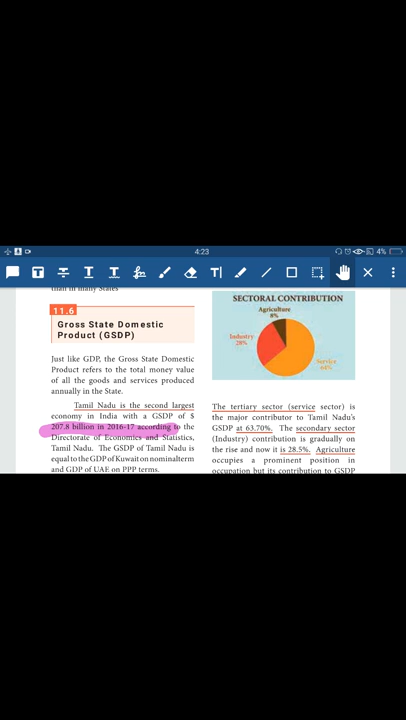 4:23
4%
than in many States
11.6
Gross State Domestic
Product (GSDP)
Just like GDP, the Gross State Domestic
Product refers to the total money value
of all the goods and services produced
annually in the State.
Tamil Nadu is the second largest
economy in India with a GSDP of $
207.8 billion in 2016-17 according to the
Directorate of Economics and Statistics,
Tamil Nadu. The GSDP of Tamil Nadu is
equal to the GDP of Kuwait on nominal term
and GDP of UAE on PPP terms.
SECTORAL CONTRIBUTION
Agriculture
8%
Industry
28%
Service
64%
The tertiary sector (service sector) is
the major contributor to Tamil Nadu's
GSDP at 63.70%. The secondary sector
(Industry) contribution is gradually on
the rise and now it is 28.5%. Agriculture
occupies a prominent position in
occupation but its contribution to GSDP